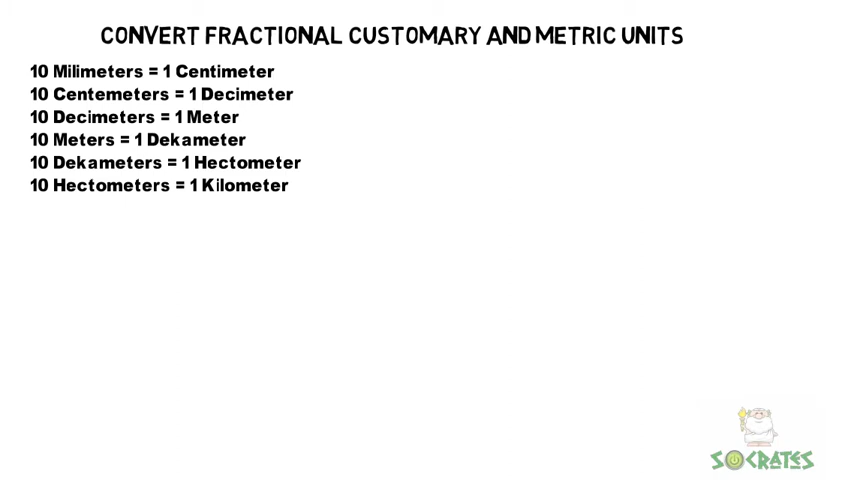 CONVERT FRACTIONAL CUSTOMARY AND METRIC UNITS
10 Milimeters = 1 Centimeter
10 Centemeters = 1 Decimeter
10 Decimeters = 1 Meter
10 Meters = 1 Dekameter
10 Dekameters = 1 Hectometer
10 Hectometers = 1 Kilometer
SOCRATES